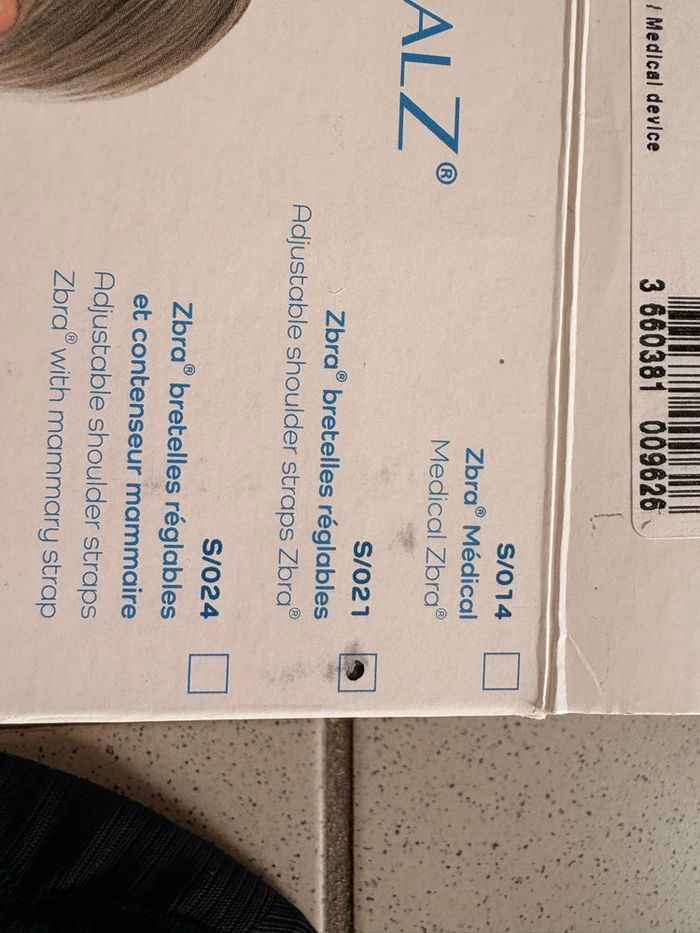 / Medical device
3 660381 009626
ALZ®
S/014
Zbra® Médical
Medical Zbra®
S/021
Zbra® bretelles réglables
Adjustable shoulder straps Zbra®
S/024
Zbra® bretelles réglables
et contenseur mammaire
Adjustable shoulder straps
Zbra® with mammary strap